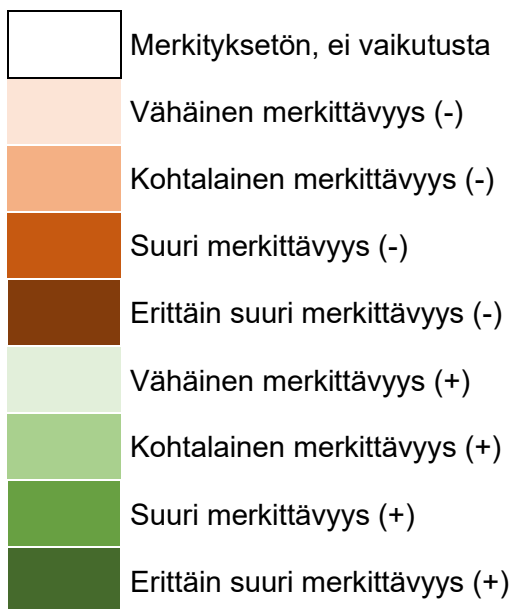 Merkityksetön, ei vaikutusta
Vähäinen merkittävyys (-)
Kohtalainen merkittävyys (-)
Suuri merkittävyys (-)
Erittäin suuri merkittävyys (-)
Vähäinen merkittävyys (+)
Kohtalainen merkittävyys (+)
Suuri merkittävyys (+)
Erittäin suuri merkittävyys (+)